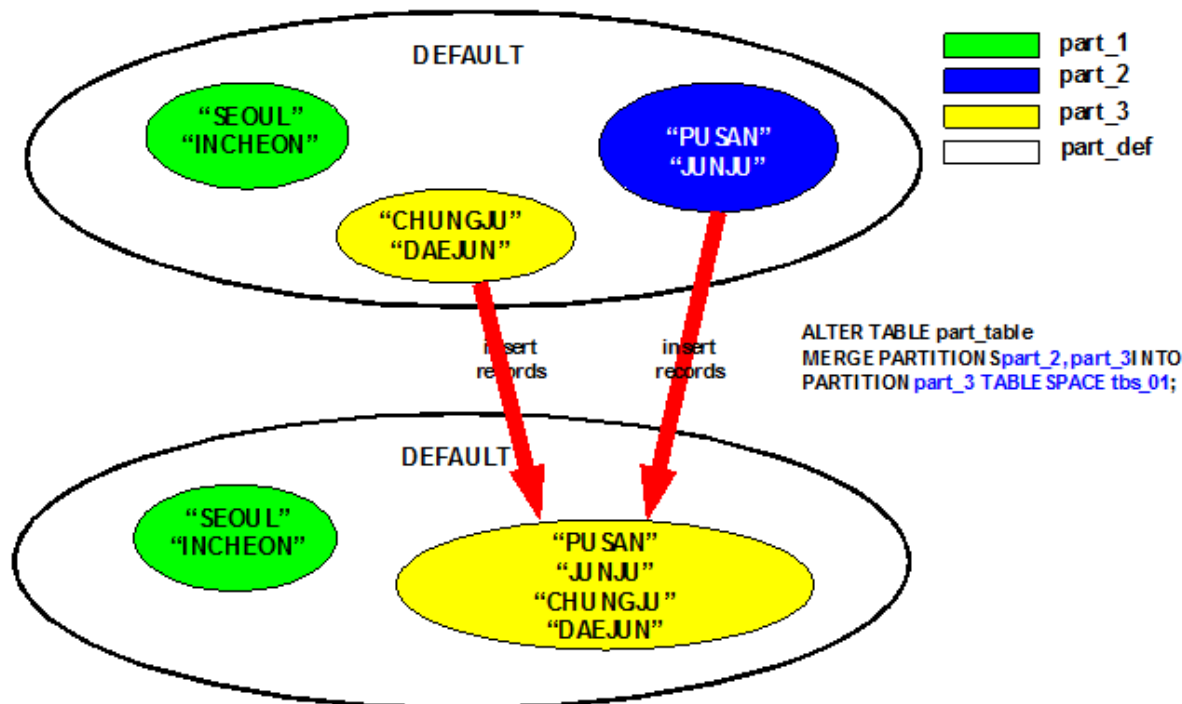 DEFAULT
“SEOUL”
“INCHEON”
“PUSAN”
“JUNJU”
“CHUNGJU”
“DAEJUN”
part_1
part_2
part_3
part_def
insert
records
insert
records
ALTER TABLE part_table
MERGE PARTITIONS part_2, part_3 INTO
PARTITION part_3 TABLESPACE tbs_01;
DEFAULT
“SEOUL”
“INCHEON”
“PUSAN”
“JUNJU”
“CHUNGJU”
“DAEJUN”